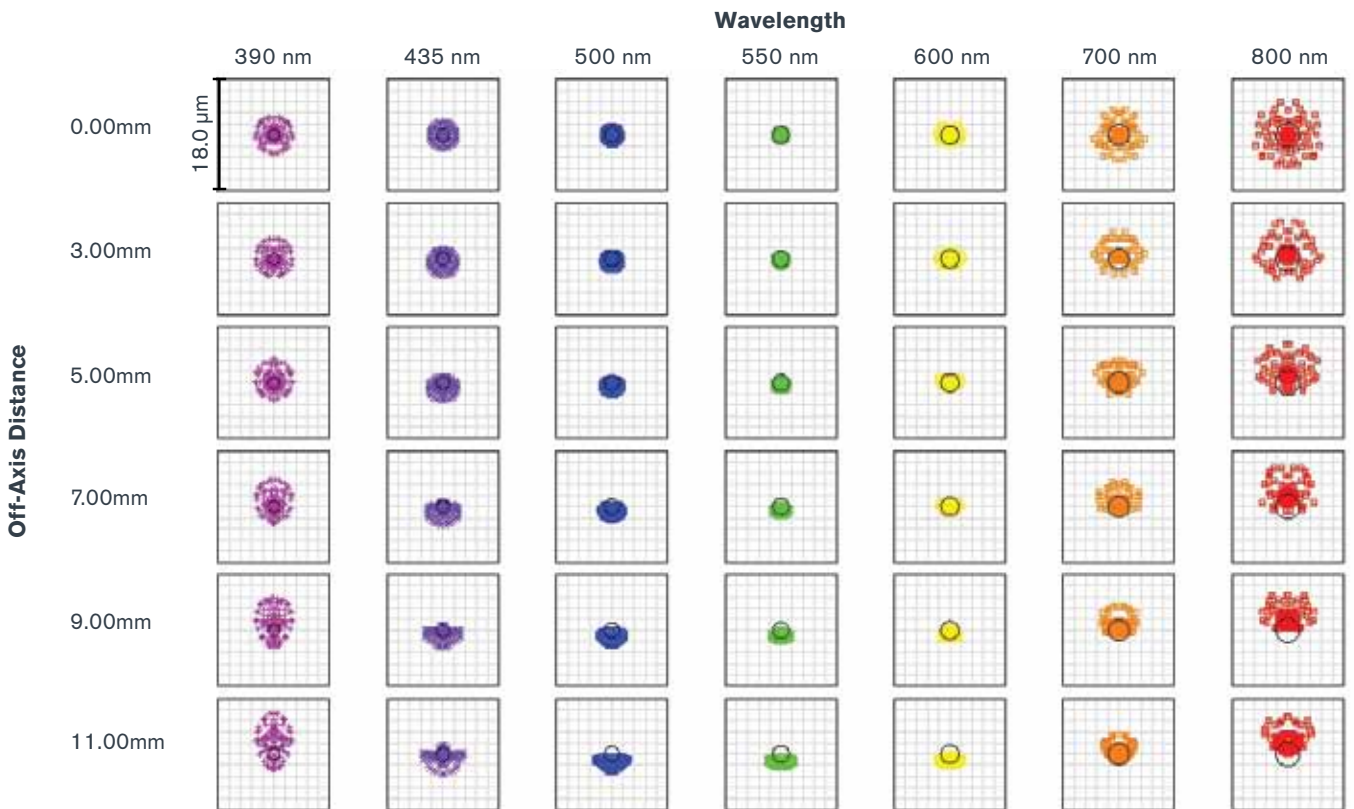 Wavelength
390 nm 435 nm 500 nm 550 nm 600 nm 700 nm 800 nm
18.0 µm
Off-Axis Distance
0.00mm
3.00mm
5.00mm
7.00mm
9.00mm
11.00mm